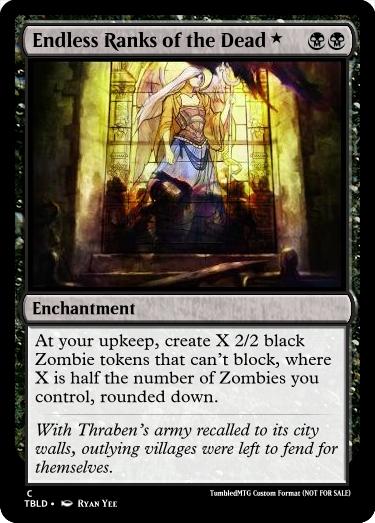 Endless Ranks of the Dead★
Enchantment
At your upkeep, create X 2/2 black
Zombie tokens that can't block, where
X is half the number of Zombies you
control, rounded down.
With Thraben's army recalled to its city
walls, outlying villages were left to fend for
themselves.
C
TBLD • Ryan Yee
TumbledMTG Custom Format (NOT FOR SALE)